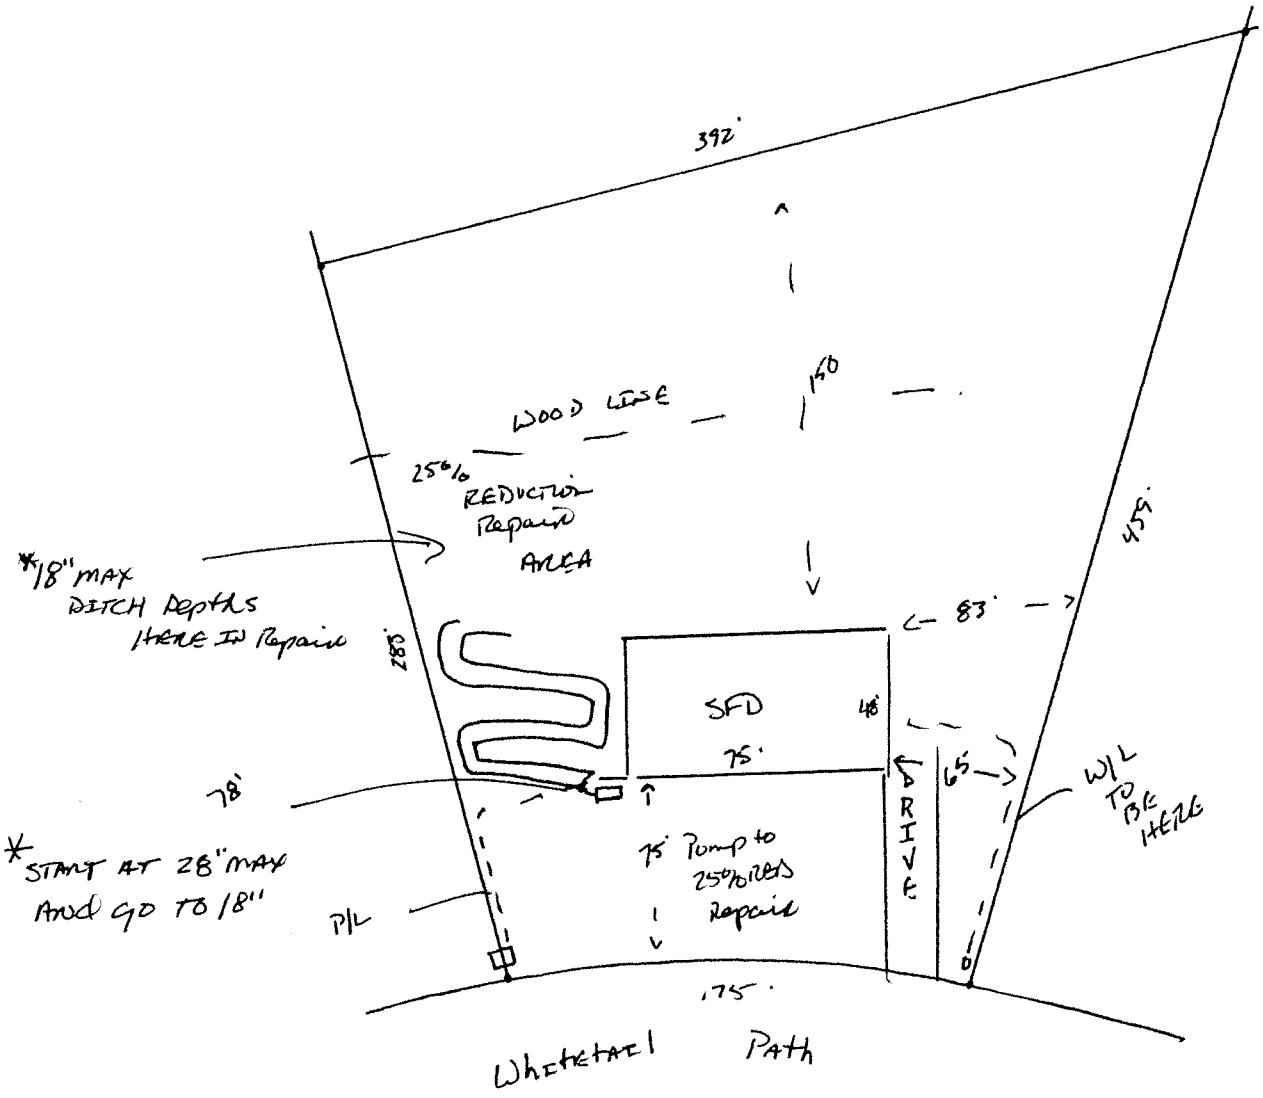 392'
150
WOOD LINE
25%
REDUCTION
Repair
AREA
459'
*18" MAX
DITCH Depths
HERE IN Repair
83'
285'
SFD
48'
75'
65
W/L
TO
BE
HERE
DRIVE
78'
*
START AT 28" MAX
And go TO 18"
75' Pump to
25% RED
Repair
P/L
175'
Whitetail Path